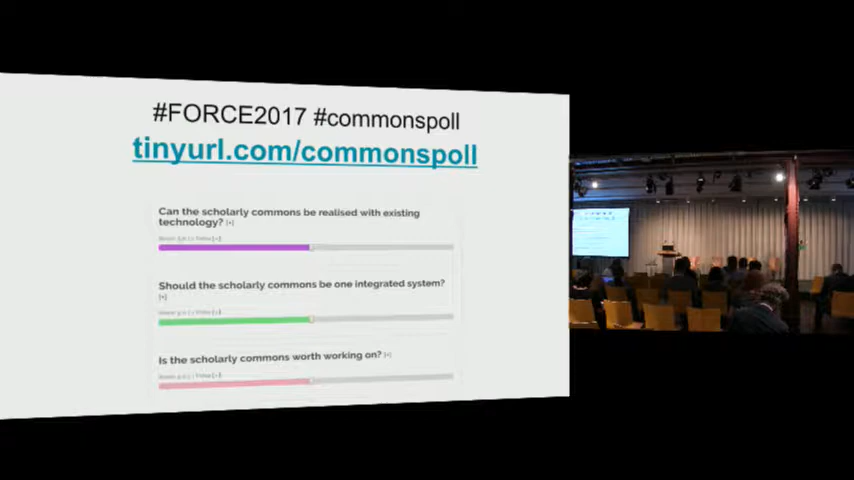 #FORCE2017 #commonspoll
tinyurl.com/commonspoll
Can the scholarly commons be realised with existing
technology? [+]
Should the scholarly commons be one integrated system?
[+]
Is the scholarly commons worth working on? [+]